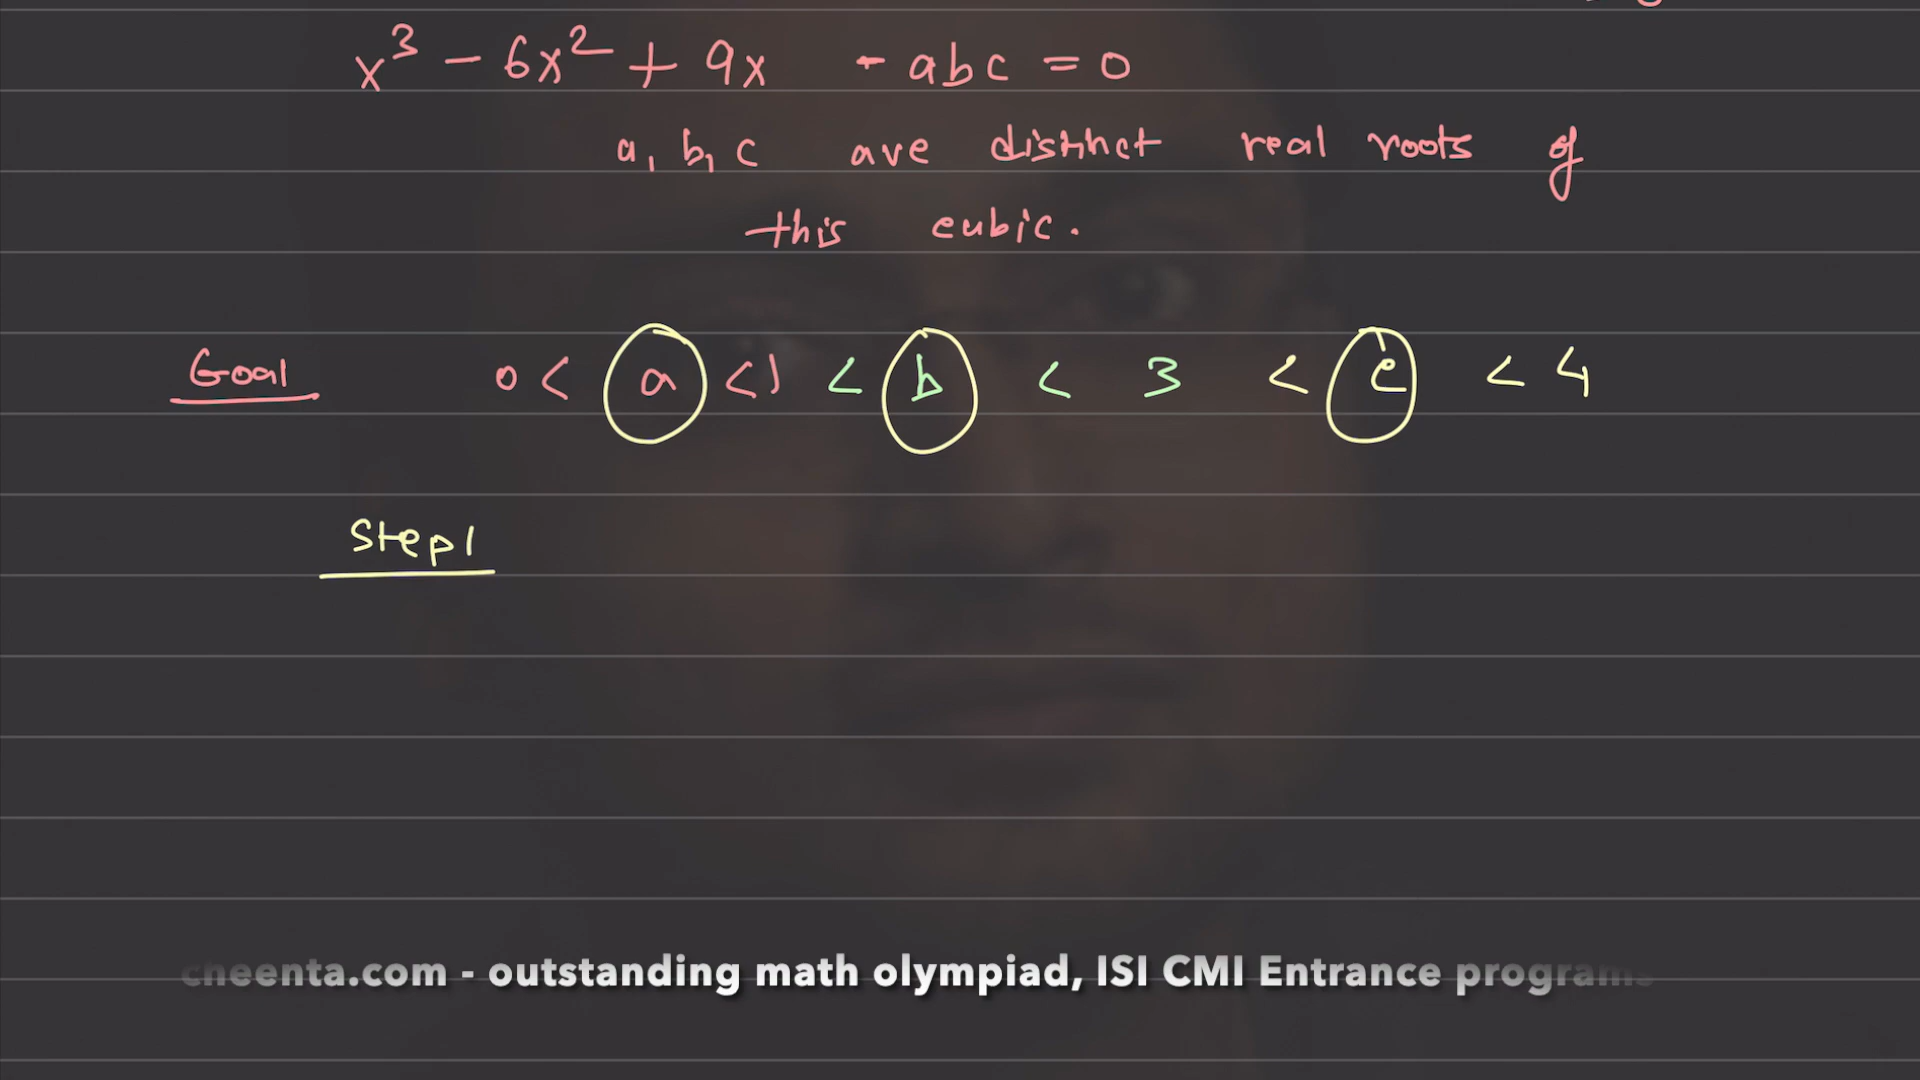 x³ - 6x² + 9x - abc = 0
a, b, c are distinct real roots of
this cubic.
Goal 0 < a < 1 < b < 3 < c < 4
Step 1
cheenta.com - outstanding math olympiad, ISI CMI Entrance programs